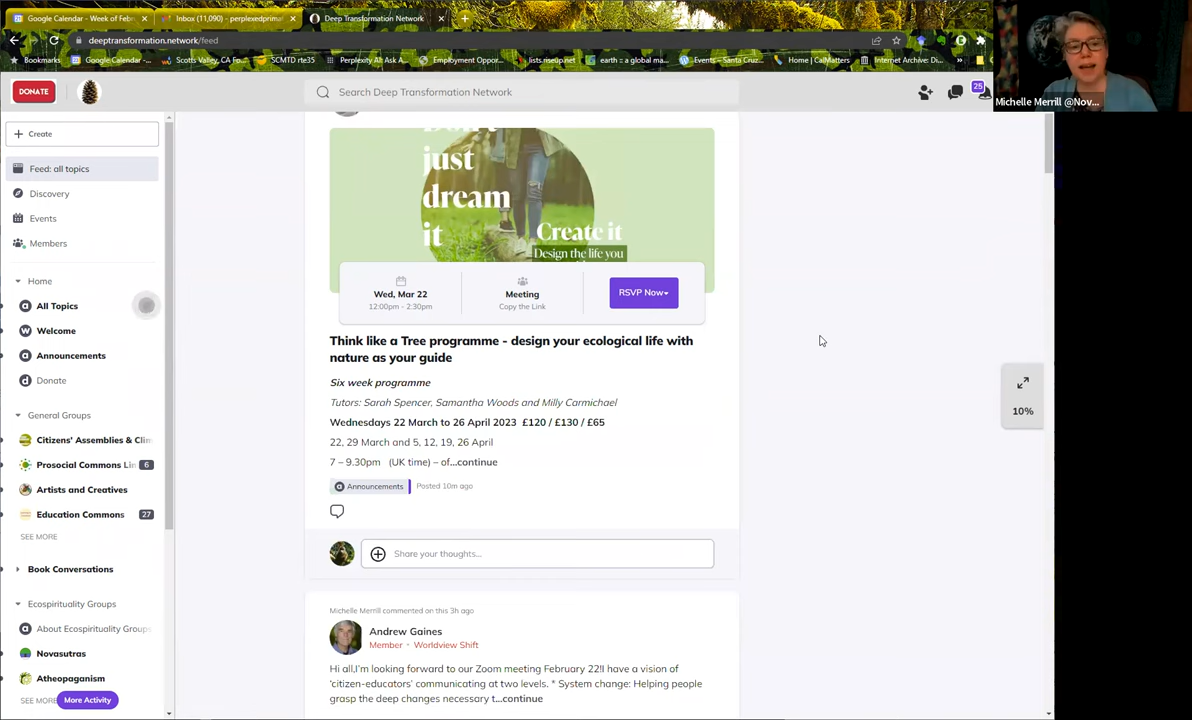 Google Calendar - Week of Febr
Inbox (11,090) - perplexedprima
Deep Transformation Network
deeptransformation.network/feed
Bookmarks
Google Calendar -...
Scotts Valley, CA Fo...
SCMTD rte35
Perplexity Ait Ask A...
Employment Oppor...
lists.nseup.net
earth :: a global ma...
Events – Santa Cruz...
Home | CalMatters
Internet Archive: Di...
DONATE
Search Deep Transformation Network
25
Michelle Merrill @Nov...
Create
Feed: all topics
Discovery
Events
Members
Home
All Topics
Welcome
Announcements
Donate
General Groups
Citizens' Assemblies & Clim
Prosocial Commons Lin 6
Artists and Creatives
Education Commons 27
SEE MORE
Book Conversations
Ecospirituality Groups
About Ecospirituality Groups
Novasutras
Atheopaganism
SEE MORE
More Activity
just
dream
it
Create it
Design the life you
Wed, Mar 22
12:00pm - 2:30pm
Meeting
Copy the Link
RSVP Now
Think like a Tree programme - design your ecological life with
nature as your guide
Six week programme
Tutors: Sarah Spencer, Samantha Woods and Milly Carmichael
Wednesdays 22 March to 26 April 2023 £120 / £130 / £65
22, 29 March and 5, 12, 19, 26 April
7 – 9.30pm (UK time) – of...continue
Announcements Posted 10m ago
Share your thoughts...
Michelle Merrill commented on this 3h ago
Andrew Gaines
Member · Worldview Shift
Hi all,I'm looking forward to our Zoom meeting February 22!I have a vision of
'citizen-educators' communicating at two levels. * System change: Helping people
grasp the deep changes necessary t...continue
10%